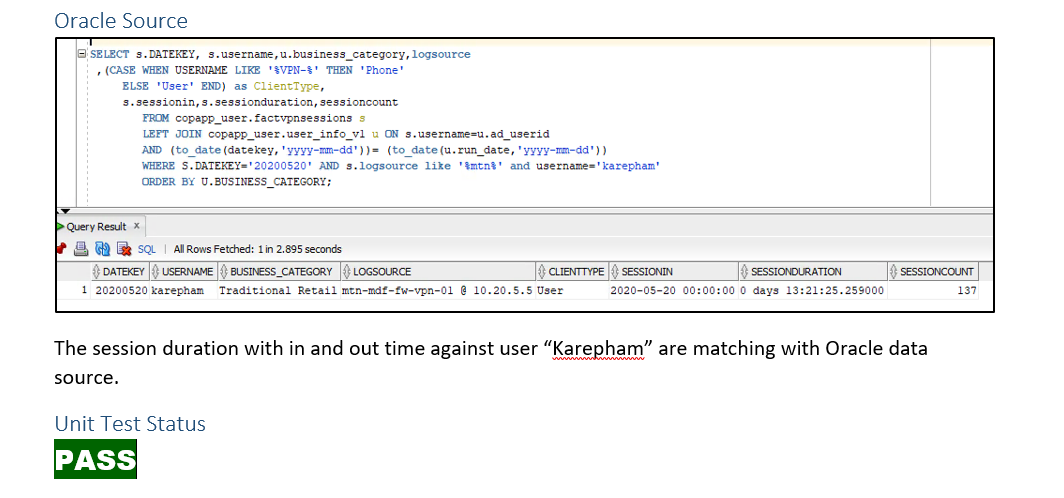 Oracle Source
SELECT s.DATEKEY, s.username,u.business_category,logsource
,(CASE WHEN USERNAME LIKE '%VPN-%' THEN 'Phone'
ELSE 'User' END) as ClientType,
s.sessionin,s.sessionduration,sessioncount
FROM copapp_user.factvpnsessions s
LEFT JOIN copapp_user.user_info_v1 u ON s.username=u.ad_userid
AND (to_date(datekey,'yyyy-mm-dd'))= (to_date(u.run_date,'yyyy-mm-dd'))
WHERE S.DATEKEY='20200520' AND s.logsource like '%mtn%' and username='karepham'
ORDER BY U.BUSINESS_CATEGORY;
Query Result x
SQL | All Rows Fetched: 1 in 2.895 seconds
DATEKEY USERNAME BUSINESS_CATEGORY LOGSOURCE CLIENTTYPE SESSIONIN SESSIONDURATION SESSIONCOUNT
1 20200520 karepham Traditional Retail mtn-mdf-fw-vpn-01 @ 10.20.5.5 User 2020-05-20 00:00:00 0 days 13:21:25.259000 137
The session duration with in and out time against user “Karepham” are matching with Oracle data
source.
Unit Test Status
PASS